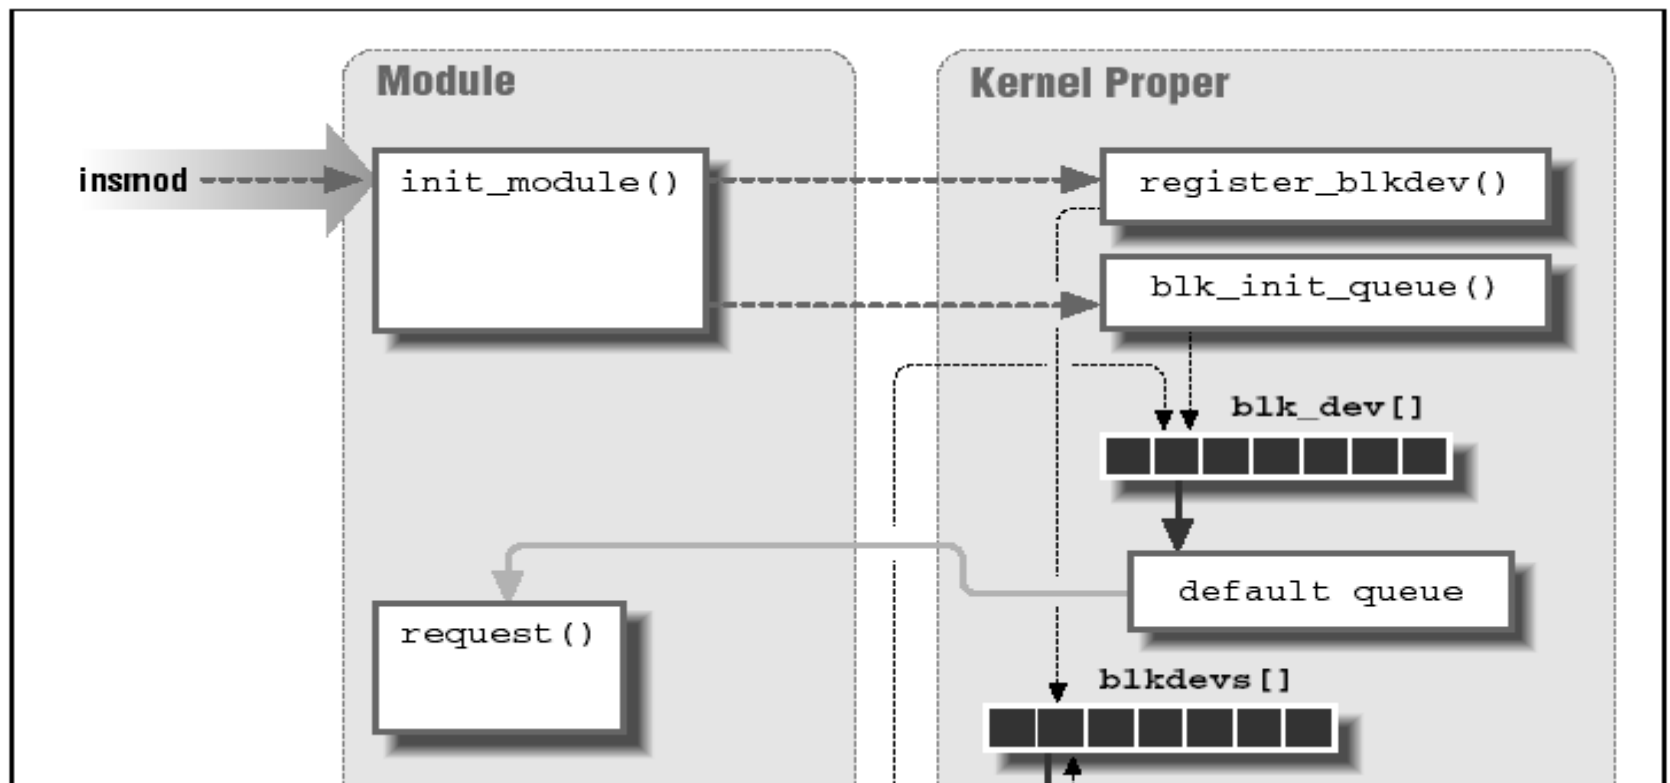 Module
Kernel Proper
insmod
init_module()
register_blkdev()
blk_init_queue()
blk_dev[]
default queue
request()
blkdevs[]